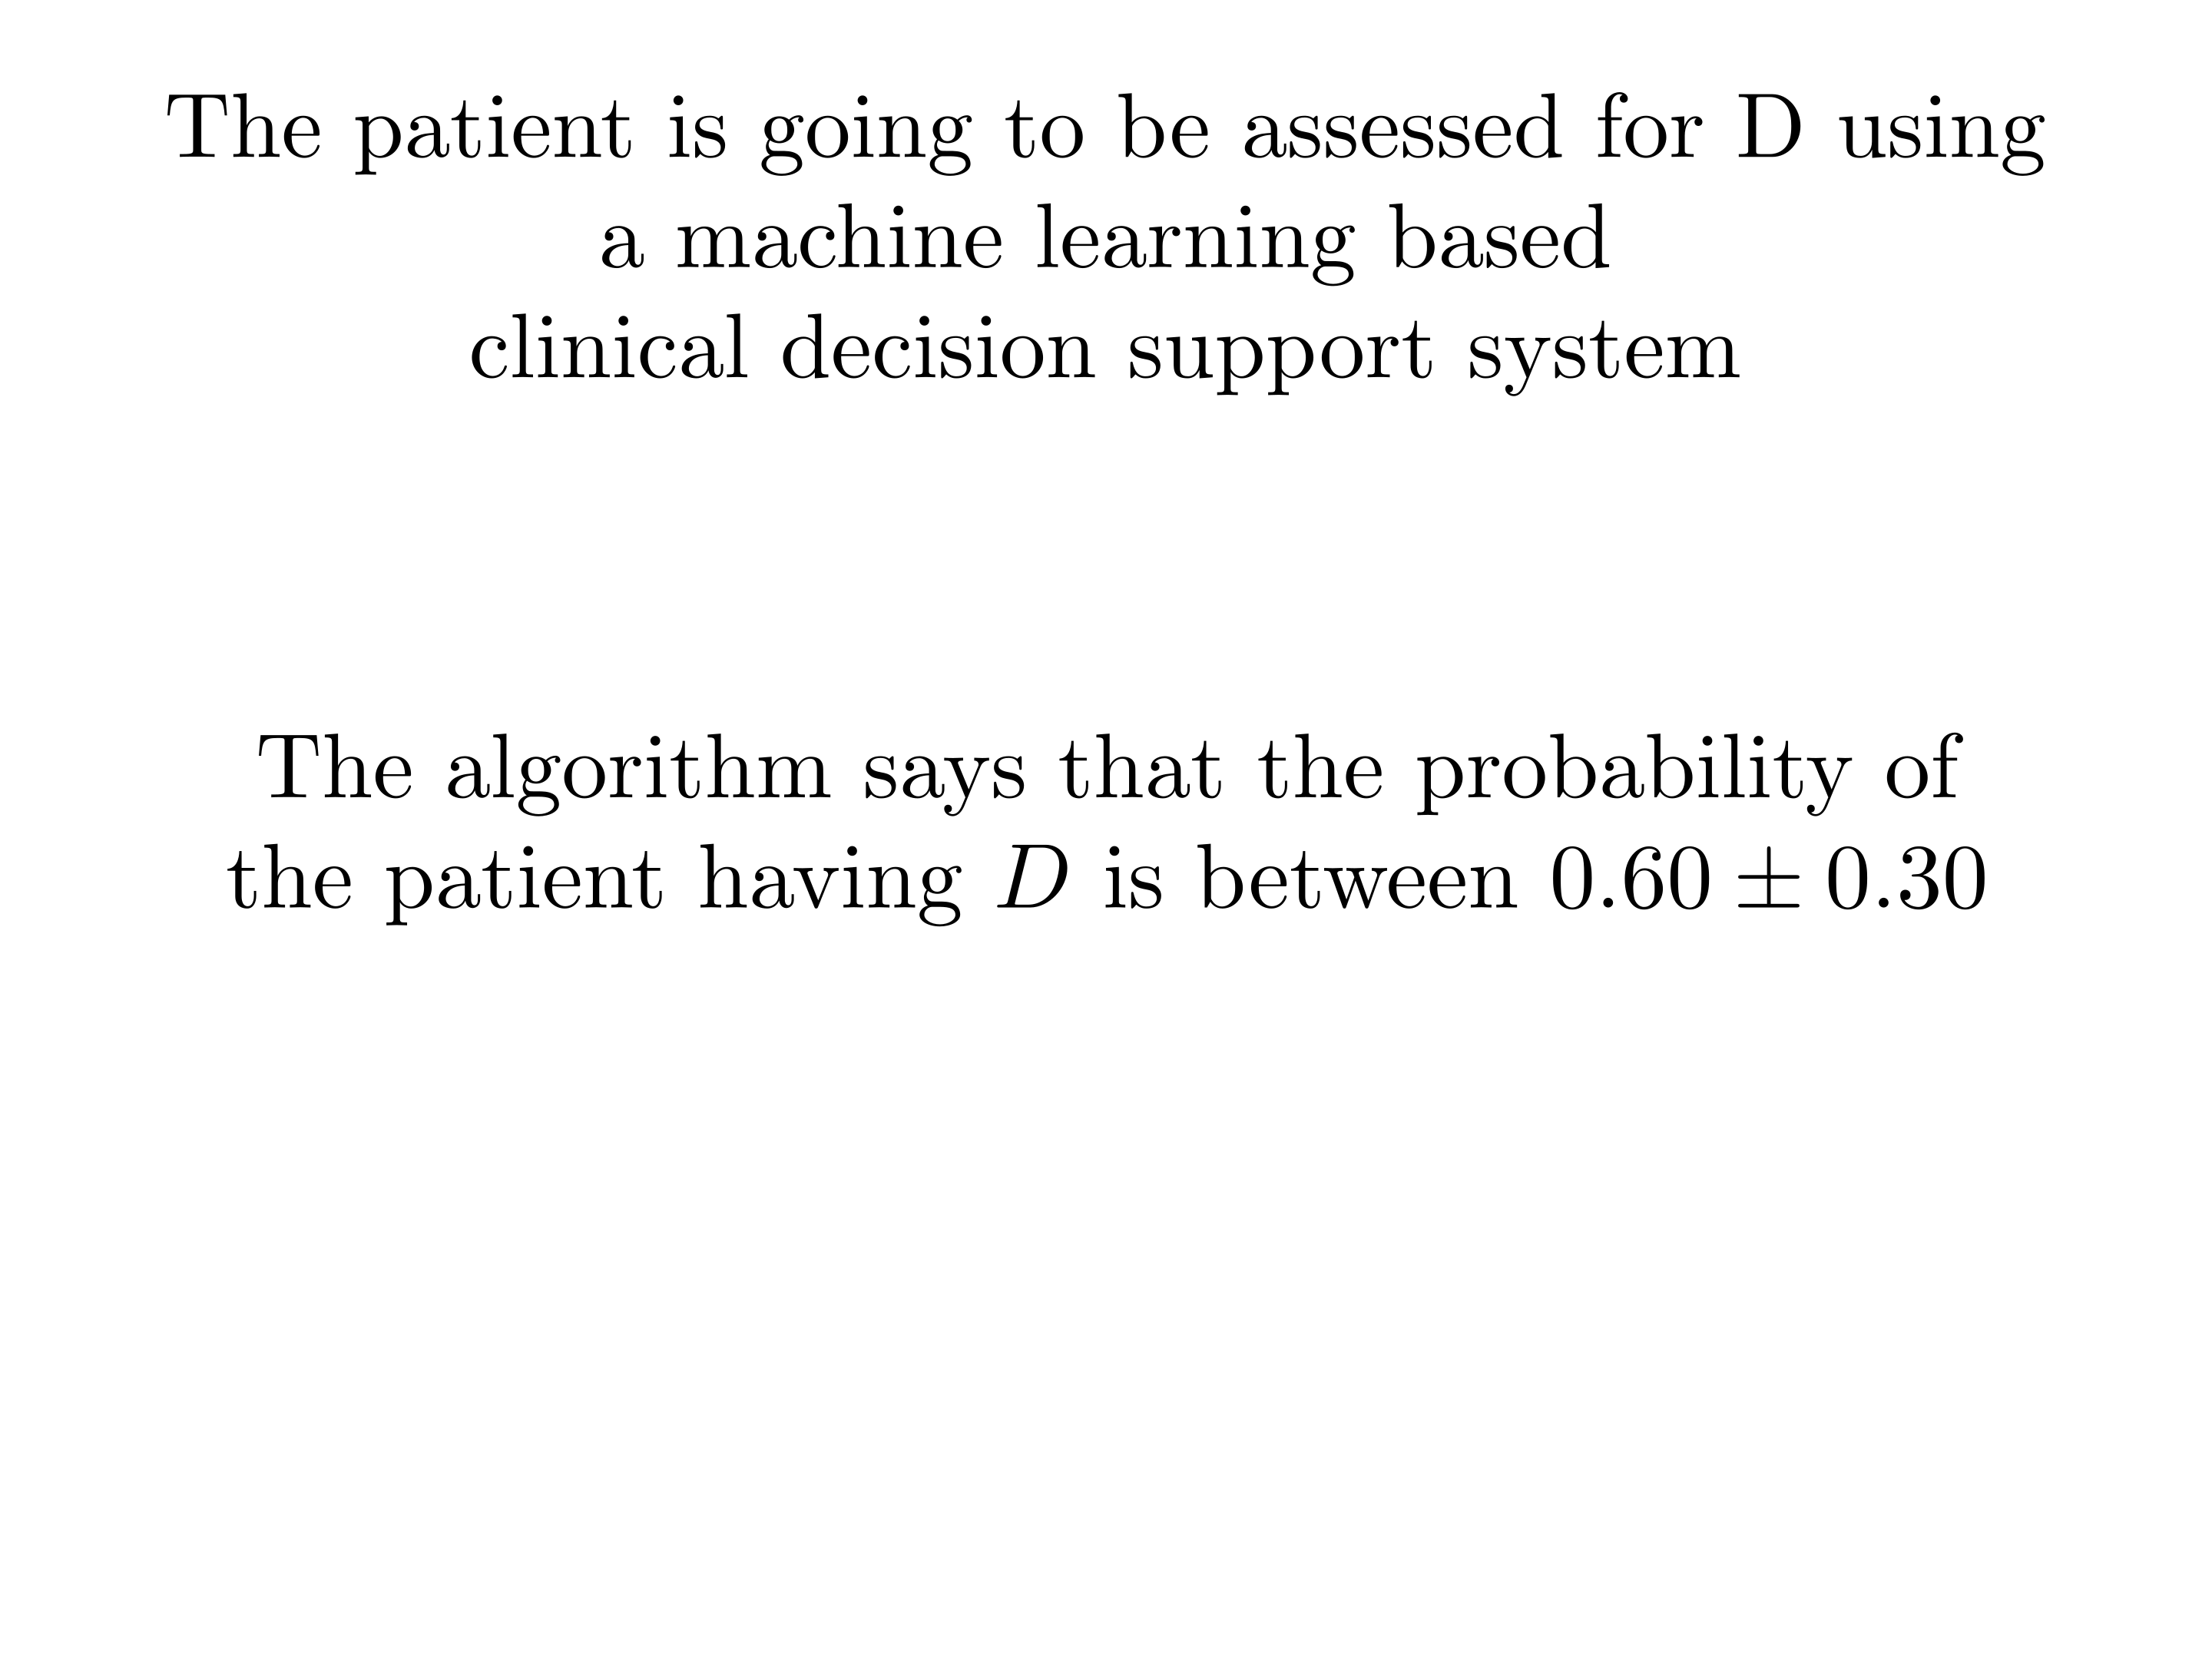 The patient is going to be assessed for D using
a machine learning based
clinical decision support system
The algorithm says that the probability of
the patient having D is between 0.60 ± 0.30